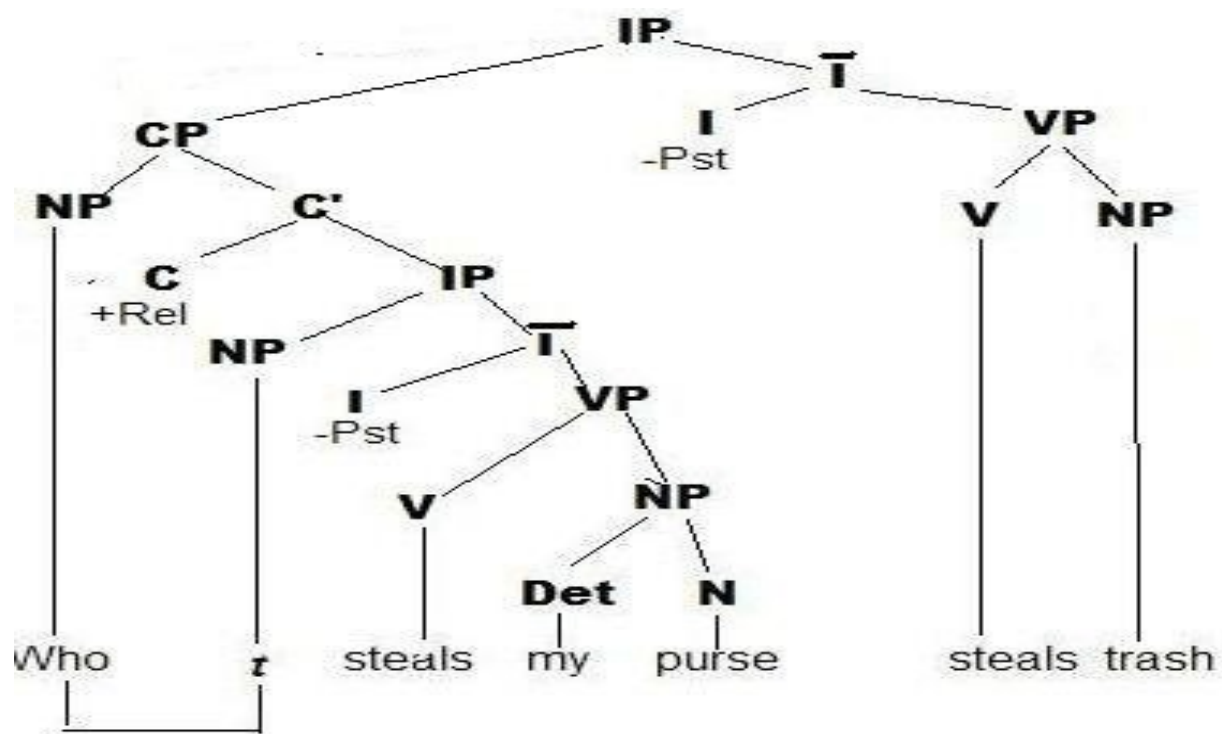 IP
I
I VP
-Pst
CP
NP C'
V NP
C IP
+Rel
NP I
I VP
-Pst
V NP
Det N
Who t steals my purse steals trash